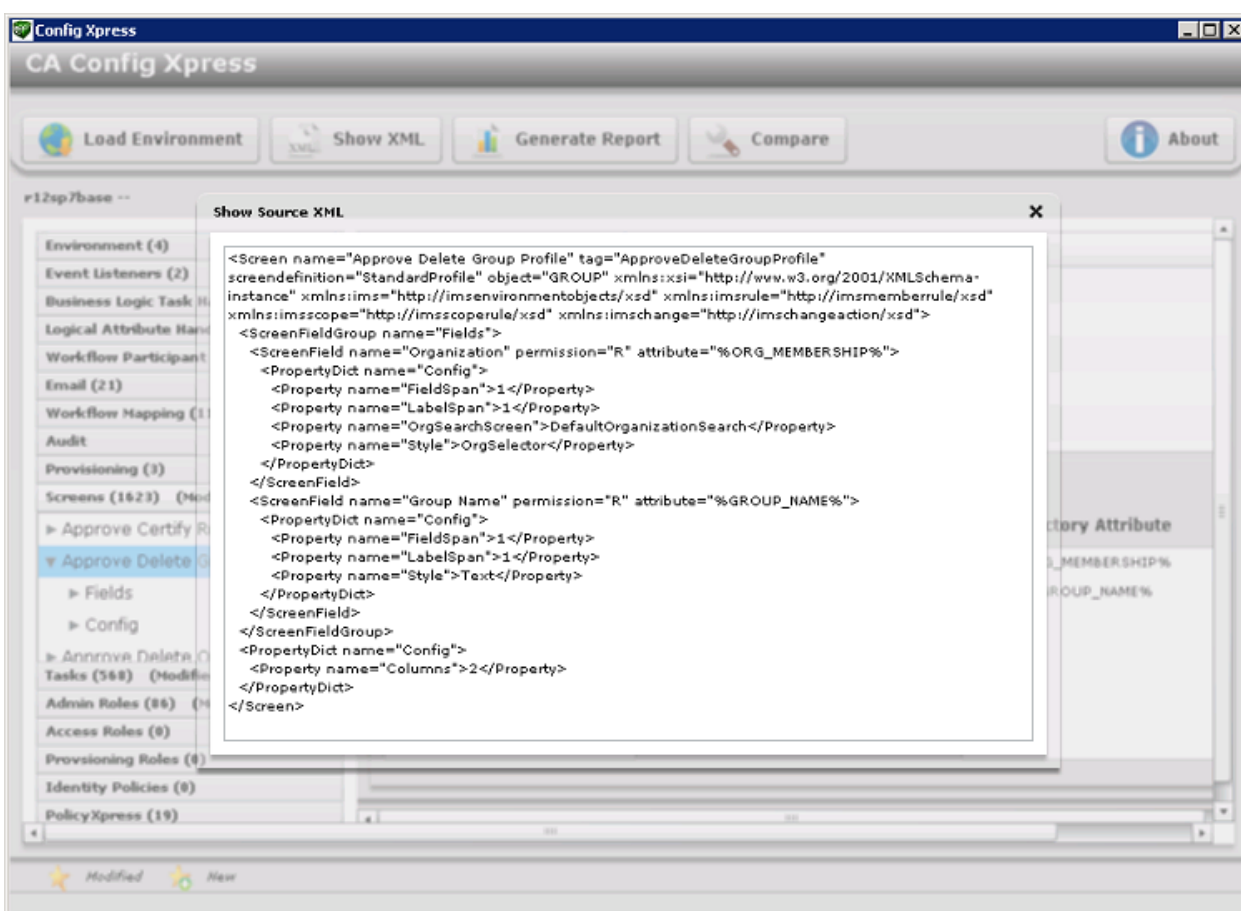 Config Xpress
CA Config Xpress
Load Environment
XML
Show XML
Generate Report
Compare
About
r12sp7base --
Show Source XML
Environment (4)
Event Listeners (2)
Business Logic Task
Logical Attribute
Workflow Participant
Email (21)
Workflow Mapping
Audit
Provisioning (3)
Screens (1623)
Approve Certify
Approve Delete
Fields
Config
Approve Delete
Tasks (568)
Admin Roles (86)
Access Roles (0)
Provsioning Roles (0)
Identity Policies (0)
PolicyXpress (19)
<Screen name="Approve Delete Group Profile" tag="ApproveDeleteGroupProfile"
screendefinition="StandardProfile" object="GROUP" xmlns:xsi="http://www.w3.org/2001/XMLSchema-
instance" xmlns:ims="http://imsenvironmentobjects/xsd" xmlns:imsrule="http://imsmemberrule/xsd"
xmlns:imsscope="http://imsscoperule/xsd" xmlns:imschange="http://imschangeaction/xsd">
<ScreenFieldGroup name="Fields">
<ScreenField name="Organization" permission="R" attribute="%ORG_MEMBERSHIP%">
<PropertyDict name="Config">
<Property name="FieldSpan">1</Property>
<Property name="LabelSpan">1</Property>
<Property name="OrgSearchScreen">DefaultOrganizationSearch</Property>
<Property name="Style">OrgSelector</Property>
</PropertyDict>
</ScreenField>
<ScreenField name="Group Name" permission="R" attribute="%GROUP_NAME%">
<PropertyDict name="Config">
<Property name="FieldSpan">1</Property>
<Property name="LabelSpan">1</Property>
<Property name="Style">Text</Property>
</PropertyDict>
</ScreenField>
</ScreenFieldGroup>
<PropertyDict name="Config">
<Property name="Columns">2</Property>
</PropertyDict>
</Screen>
tory Attribute
_MEMBERSHIP%
ROUP_NAME%
Modified
New